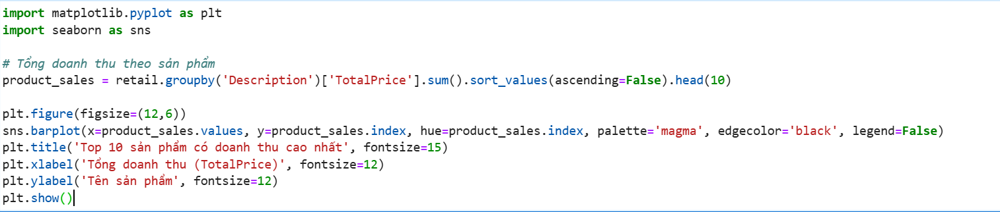 import matplotlib.pyplot as plt
import seaborn as sns
# Tổng doanh thu theo sản phẩm
product_sales = retail.groupby('Description')['TotalPrice'].sum().sort_values(ascending=False).head(10)
plt.figure(figsize=(12,6))
sns.barplot(x=product_sales.values, y=product_sales.index, hue=product_sales.index, palette='magma', edgecolor='black', legend=False)
plt.title('Top 10 sản phẩm có doanh thu cao nhất', fontsize=15)
plt.xlabel('Tổng doanh thu (TotalPrice)', fontsize=12)
plt.ylabel('Tên sản phẩm', fontsize=12)
plt.show()